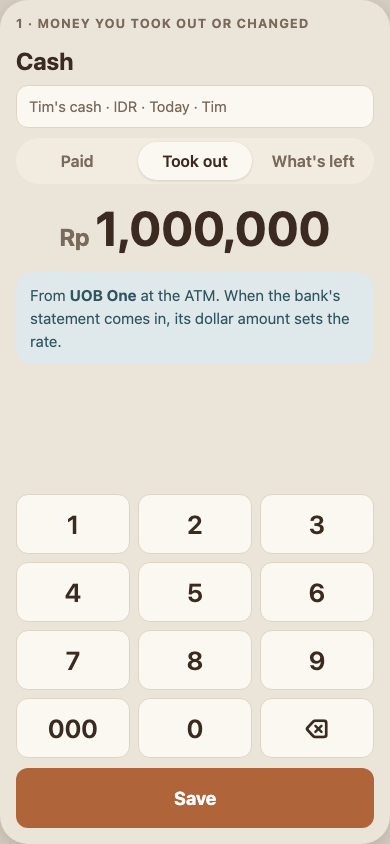 1 · MONEY YOU TOOK OUT OR CHANGED
Cash
Tim's cash · IDR · Today · Tim
Paid Took out What's left
Rp 1,000,000
From UOB One at the ATM. When the bank's
statement comes in, its dollar amount sets the
rate.
1 2 3
4 5 6
7 8 9
000 0
Save